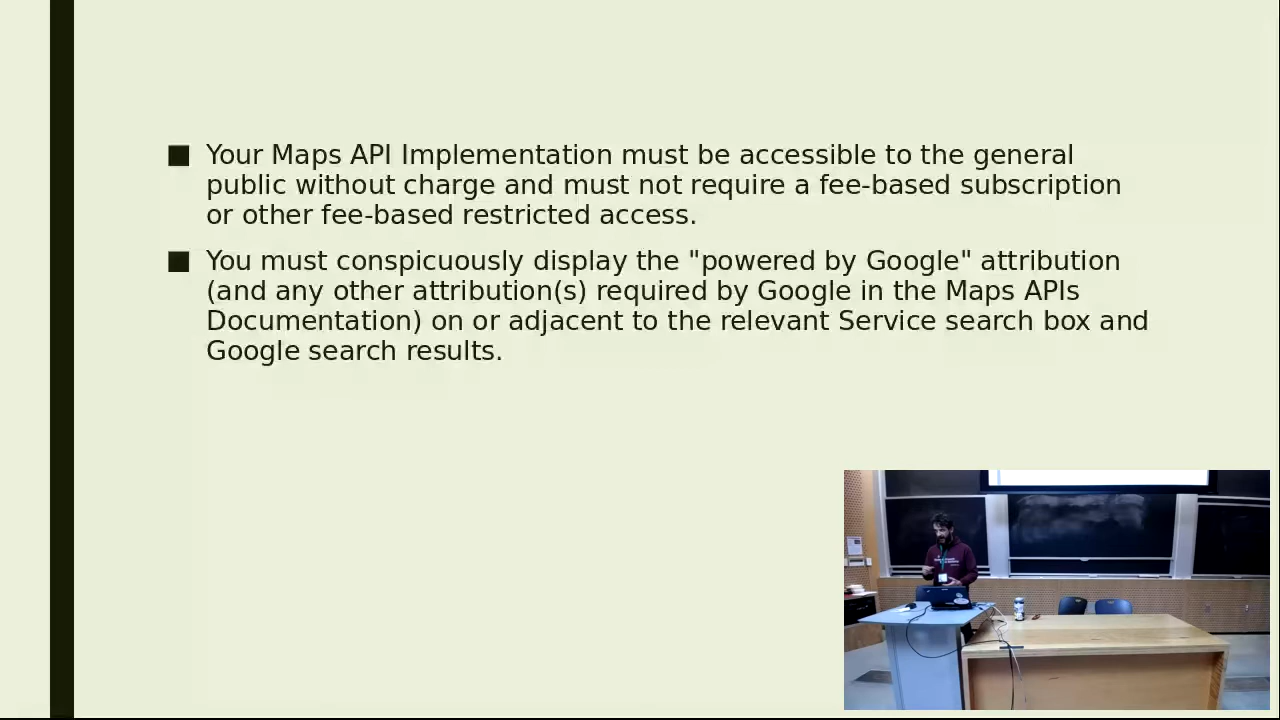 Your Maps API Implementation must be accessible to the general
public without charge and must not require a fee-based subscription
or other fee-based restricted access.
You must conspicuously display the "powered by Google" attribution
(and any other attribution(s) required by Google in the Maps APIs
Documentation) on or adjacent to the relevant Service search box and
Google search results.